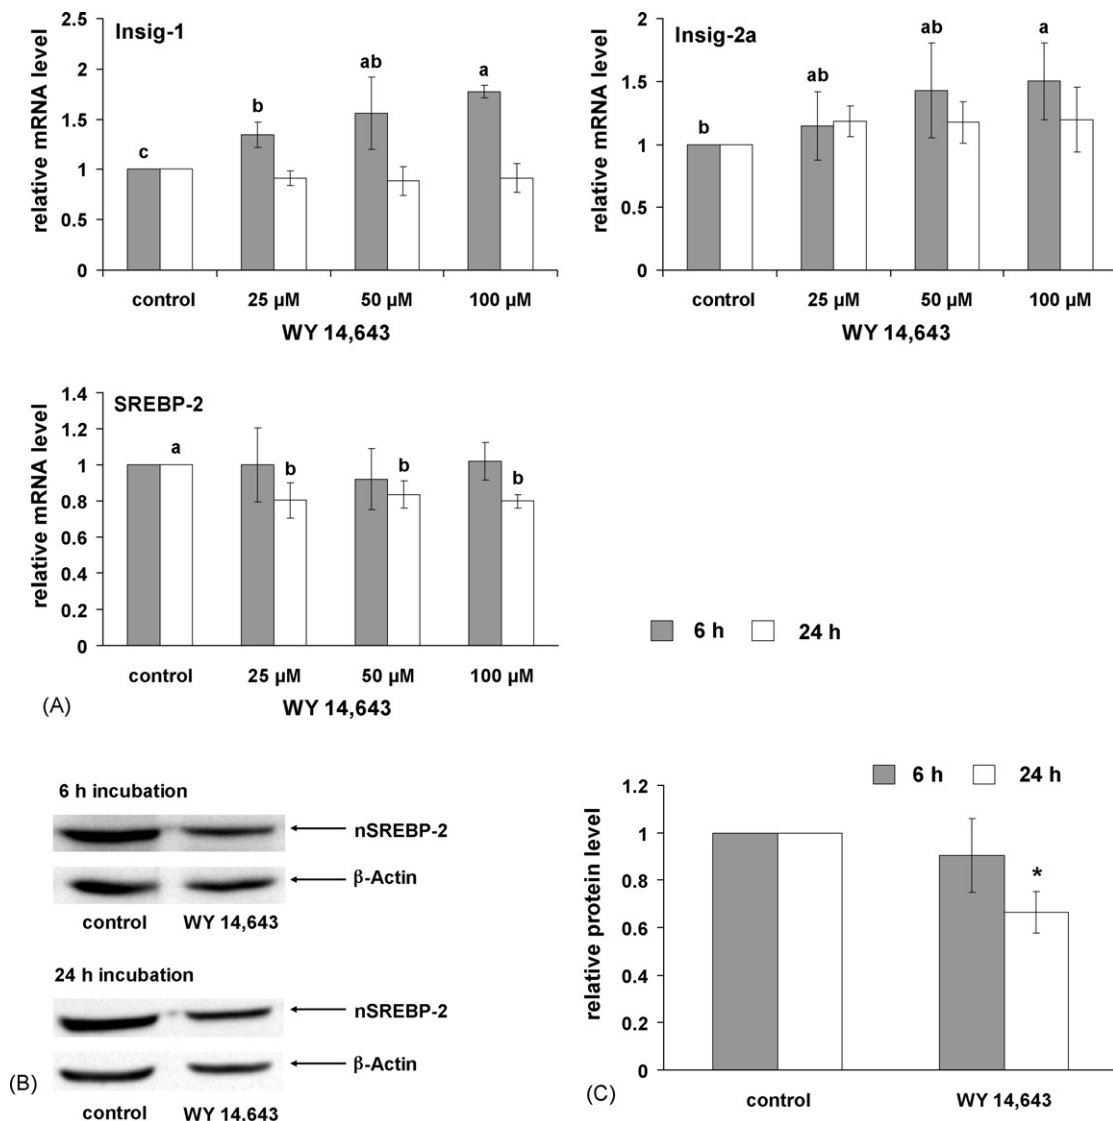 Insig-1
relative mRNA level
2.5
2
1.5
1
0.5
0
c
b
ab
a
control 25 µM 50 µM 100 µM
WY 14,643
Insig-2a
relative mRNA level
2
1.5
1
0.5
0
b
ab
ab
a
control 25 µM 50 µM 100 µM
WY 14,643
SREBP-2
relative mRNA level
1.4
1.2
1
0.8
0.6
0.4
0.2
0
a
b
b
b
control 25 µM 50 µM 100 µM
WY 14,643
6 h 24 h
(A)
6 h incubation
nSREBP-2
β-Actin
control WY 14,643
24 h incubation
nSREBP-2
β-Actin
control WY 14,643
(B)
6 h 24 h
relative protein level
1.2
1
0.8
0.6
0.4
0.2
0
*
control WY 14,643
(C)